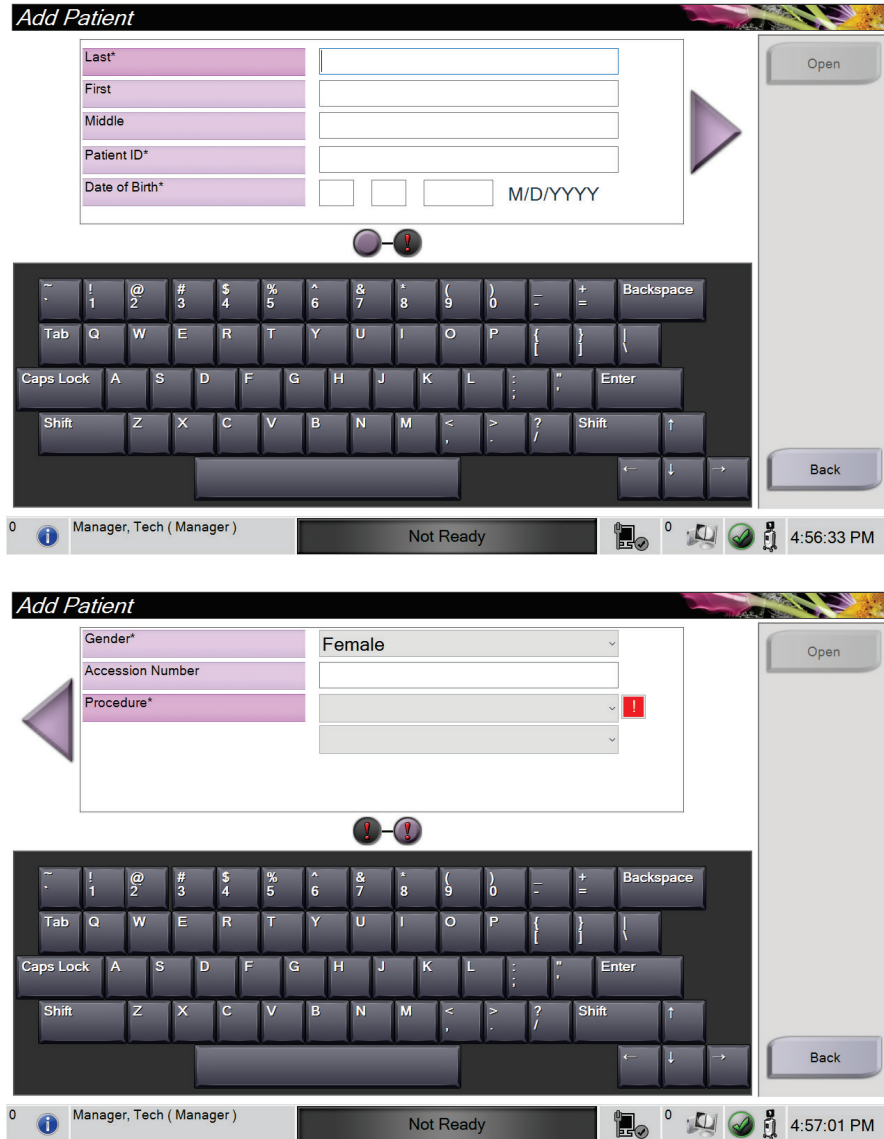 Add Patient
Last*
First
Middle
Patient ID*
Date of Birth* M/D/YYYY
Open
!
~ ! @ # $ % ^ & * ( ) _ + Backspace
` 1 2 3 4 5 6 7 8 9 0 - =
Tab Q W E R T Y U I O P { } |
[ ] \
Caps Lock A S D F G H J K L : " Enter
; '
Shift Z X C V B N M < > ? Shift ↑
, . /
← ↓ →
Back
0 Manager, Tech ( Manager ) Not Ready 0 4:56:33 PM
Add Patient
Gender* Female
Accession Number
Procedure* !
Open
! !
~ ! @ # $ % ^ & * ( ) _ + Backspace
` 1 2 3 4 5 6 7 8 9 0 - =
Tab Q W E R T Y U I O P { } |
[ ] \
Caps Lock A S D F G H J K L : " Enter
; '
Shift Z X C V B N M < > ? Shift ↑
, . /
← ↓ →
Back
0 Manager, Tech ( Manager ) Not Ready 0 4:57:01 PM